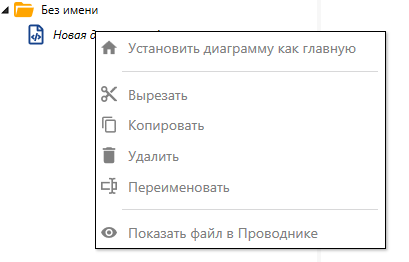 Без имени
Новая
Установить диаграмму как главную
Вырезать
Копировать
Удалить
Переименовать
Показать файл в Проводнике